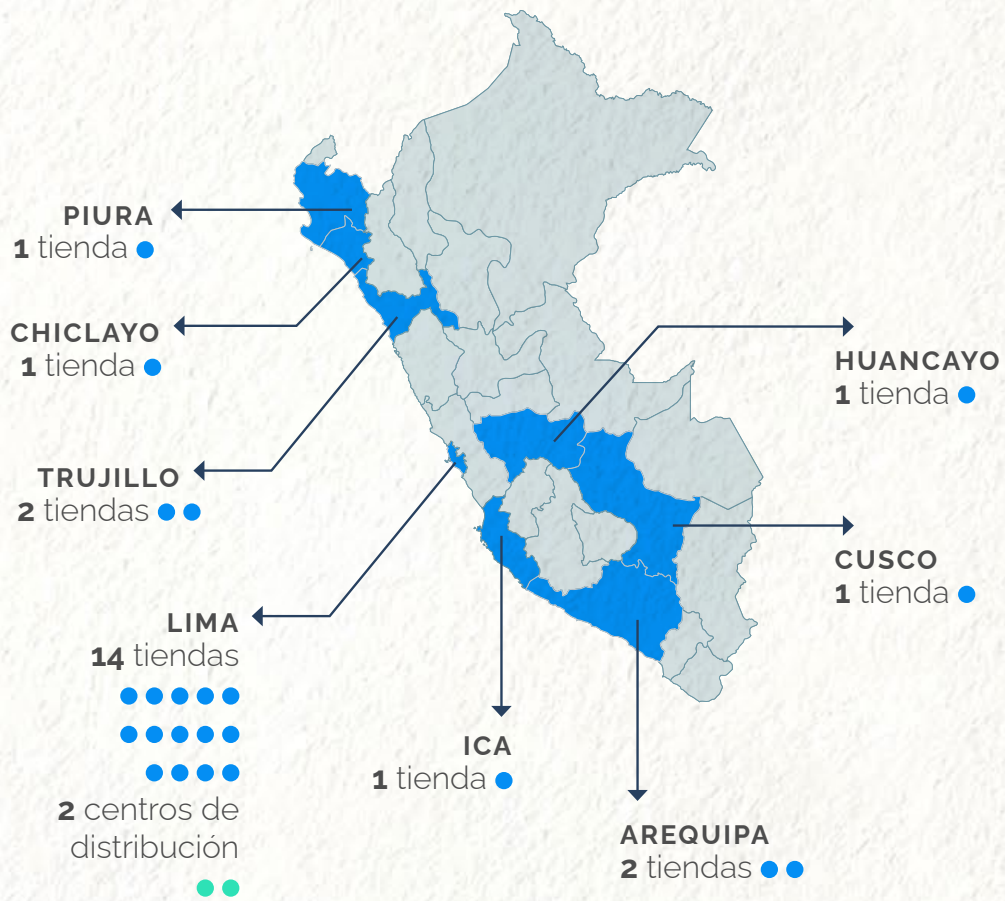 PIURA
1 tienda
CHICLAYO
1 tienda
TRUJILLO
2 tiendas
LIMA
14 tiendas
2 centros de
distribución
ICA
1 tienda
AREQUIPA
2 tiendas
HUANCAYO
1 tienda
CUSCO
1 tienda